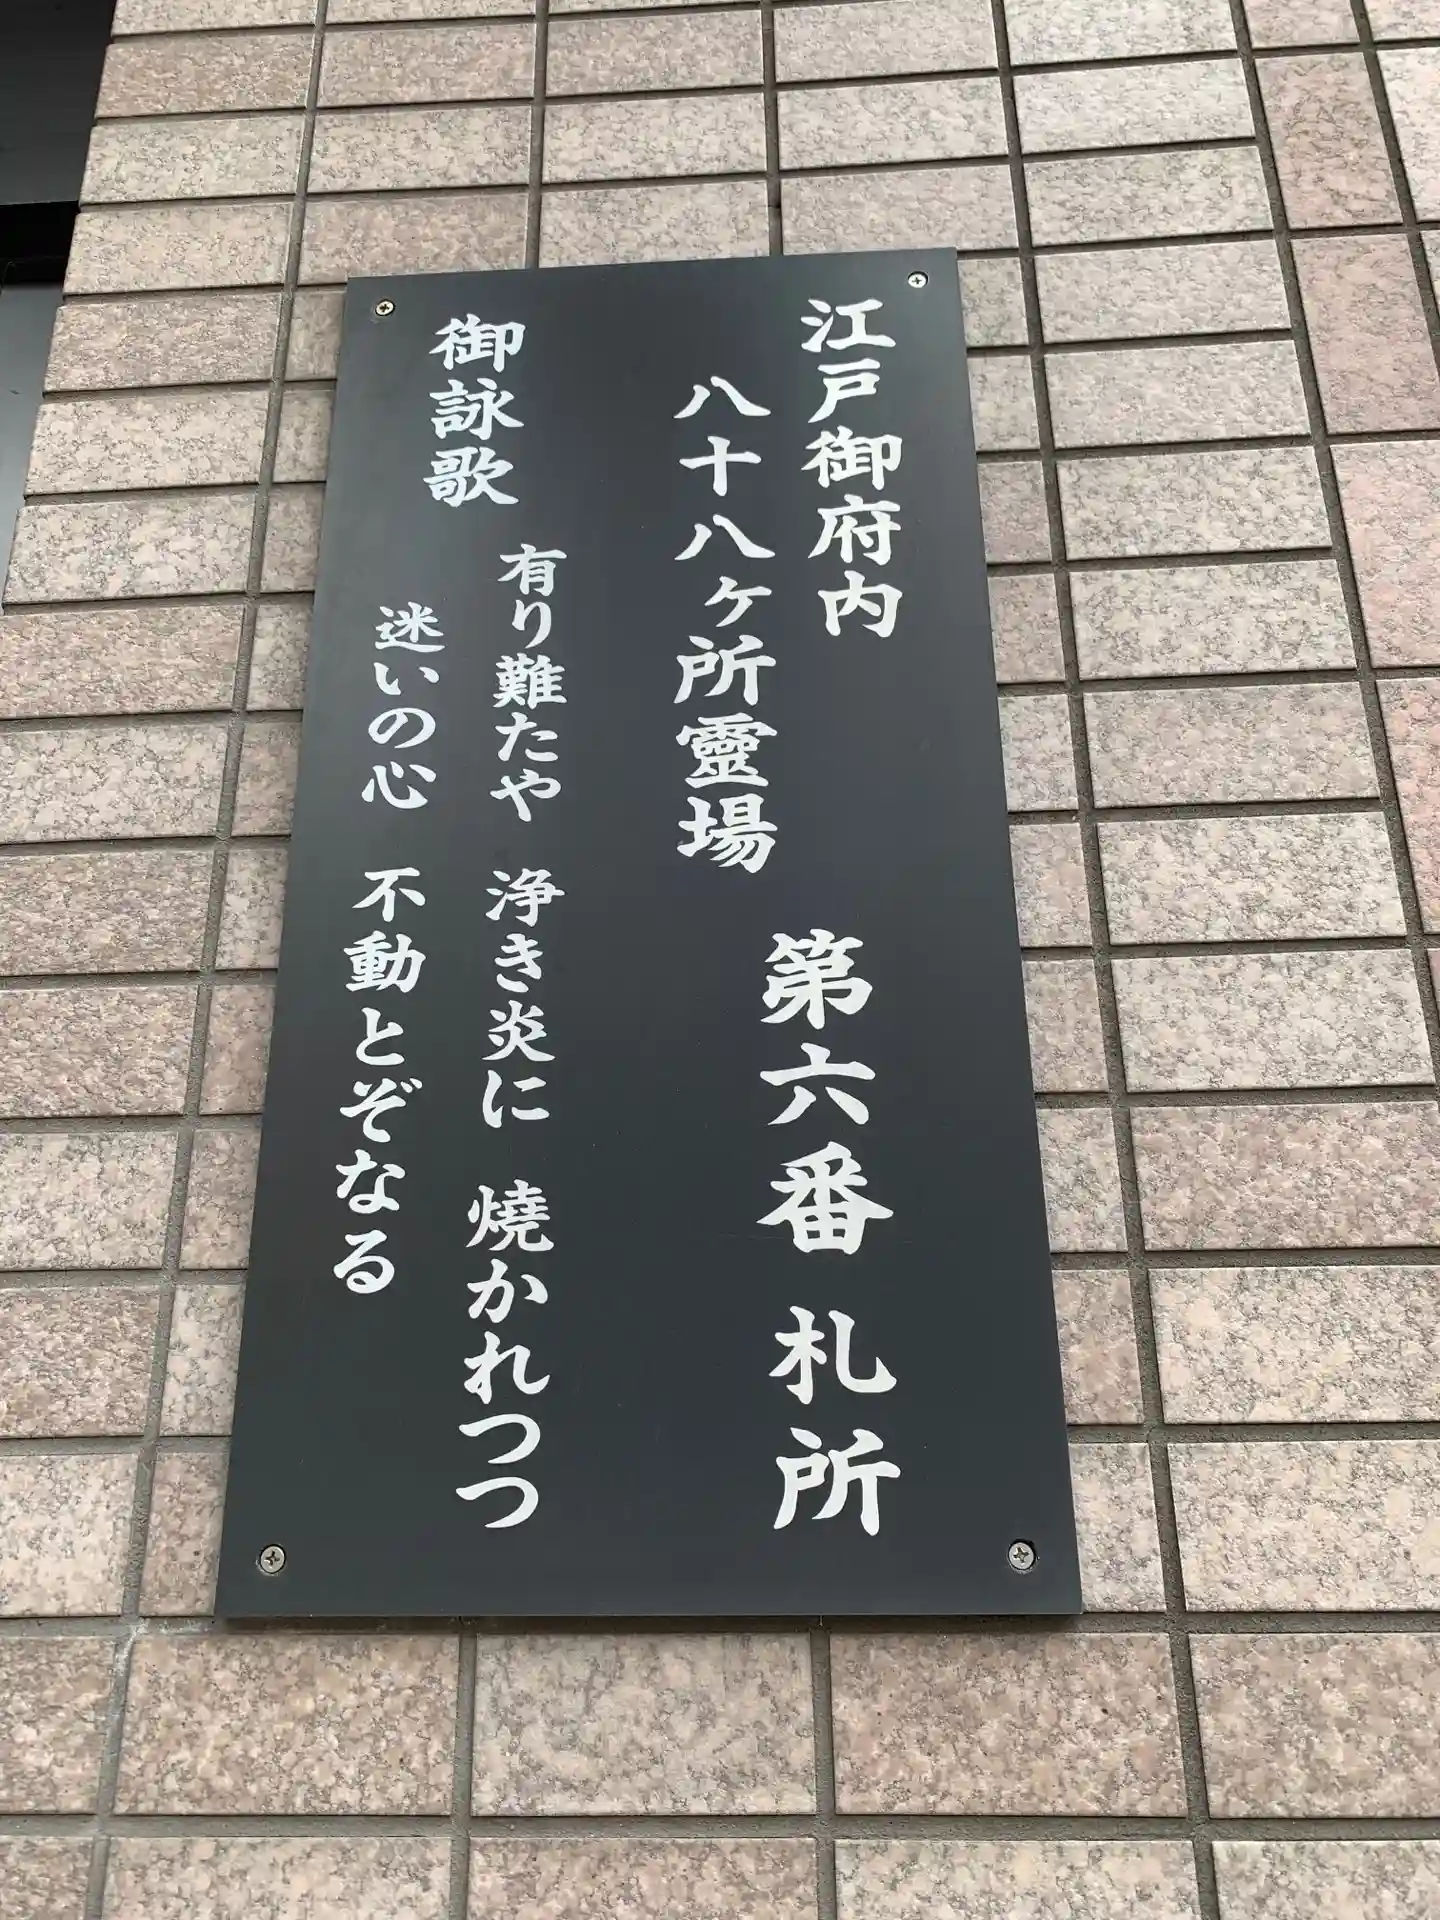 江戸御府内
八十八ヶ所霊場
第六番札所
御詠歌
有り難たや 浄き炎に 焼かれつつ
迷いの心 不動とぞなる